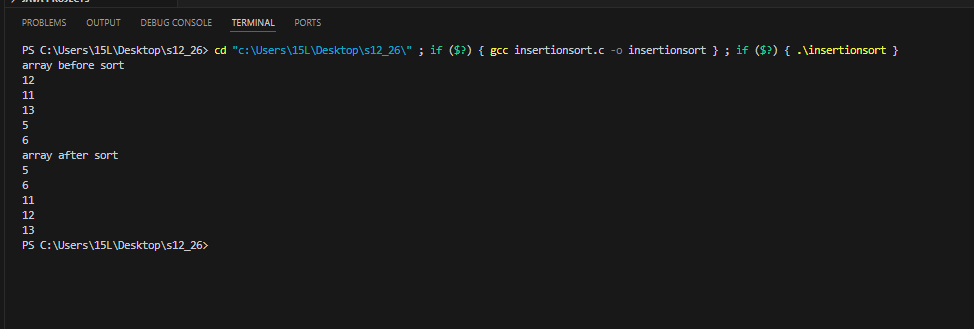 JAVA PROJECTS
PROBLEMS OUTPUT DEBUG CONSOLE TERMINAL PORTS
PS C:\Users\15L\Desktop\s12_26> cd "c:\Users\15L\Desktop\s12_26\" ; if ($?) { gcc insertionsort.c -o insertionsort } ; if ($?) { .\insertionsort }
array before sort
12
11
13
5
6
array after sort
5
6
11
12
13
PS C:\Users\15L\Desktop\s12_26>